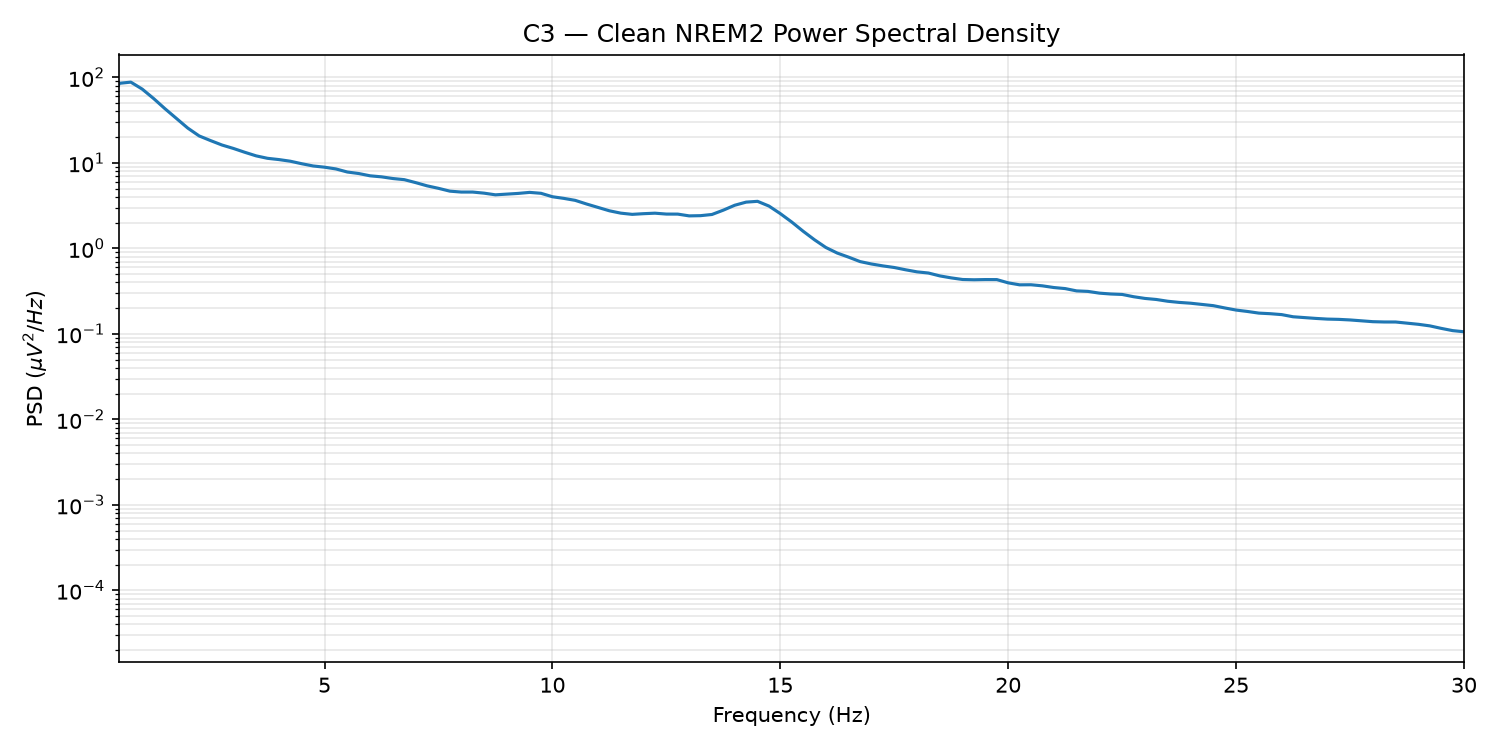 C3 — Clean NREM2 Power Spectral Density
PSD (μV²/Hz)
10²
10¹
10⁰
10⁻¹
10⁻²
10⁻³
10⁻⁴
5 10 15 20 25 30
Frequency (Hz)